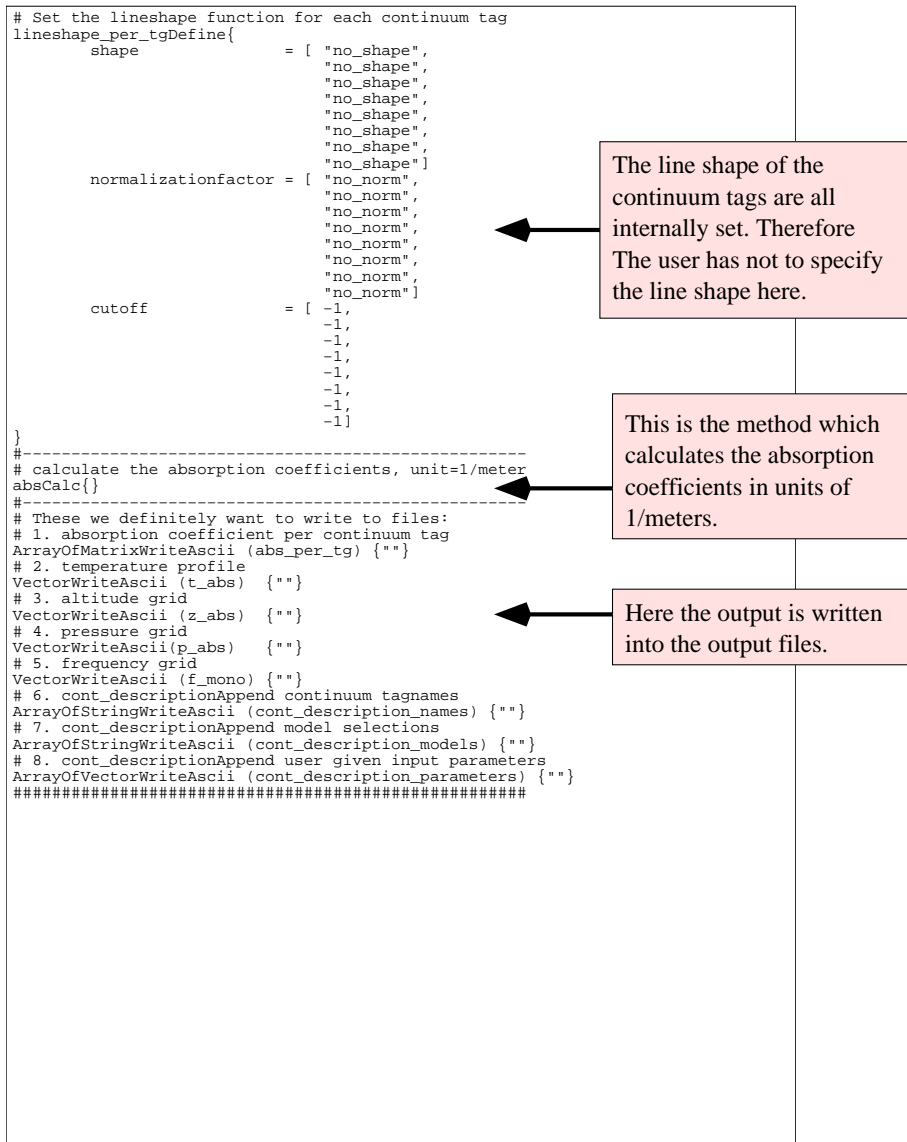 # Set the lineshape function for each continuum tag
lineshape_per_tgDefine{
shape = [ "no_shape",
"no_shape",
"no_shape",
"no_shape",
"no_shape",
"no_shape",
"no_shape",
"no_shape"]
normalizationfactor = [ "no_norm",
"no_norm",
"no_norm",
"no_norm",
"no_norm",
"no_norm",
"no_norm",
"no_norm"]
cutoff = [ -1,
-1,
-1,
-1,
-1,
-1,
-1,
-1]
}
#----------------------------------------------------
# calculate the absorption coefficients, unit=1/meter
absCalc{}
#----------------------------------------------------
# These we definitely want to write to files:
# 1. absorption coefficient per continuum tag
ArrayOfMatrixWriteAscii (abs_per_tg) {""}
# 2. temperature profile
VectorWriteAscii (t_abs) {""}
# 3. altitude grid
VectorWriteAscii (z_abs) {""}
# 4. pressure grid
VectorWriteAscii(p_abs) {""}
# 5. frequency grid
VectorWriteAscii (f_mono) {""}
# 6. cont_descriptionAppend continuum tagnames
ArrayOfStringWriteAscii (cont_description_names) {""}
# 7. cont_descriptionAppend model selections
ArrayOfStringWriteAscii (cont_description_models) {""}
# 8. cont_descriptionAppend user given input parameters
ArrayOfVectorWriteAscii (cont_description_parameters) {""}
#####################################################
The line shape of the
continuum tags are all
internally set. Therefore
The user has not to specify
the line shape here.
This is the method which
calculates the absorption
coefficients in units of
1/meters.
Here the output is written
into the output files.